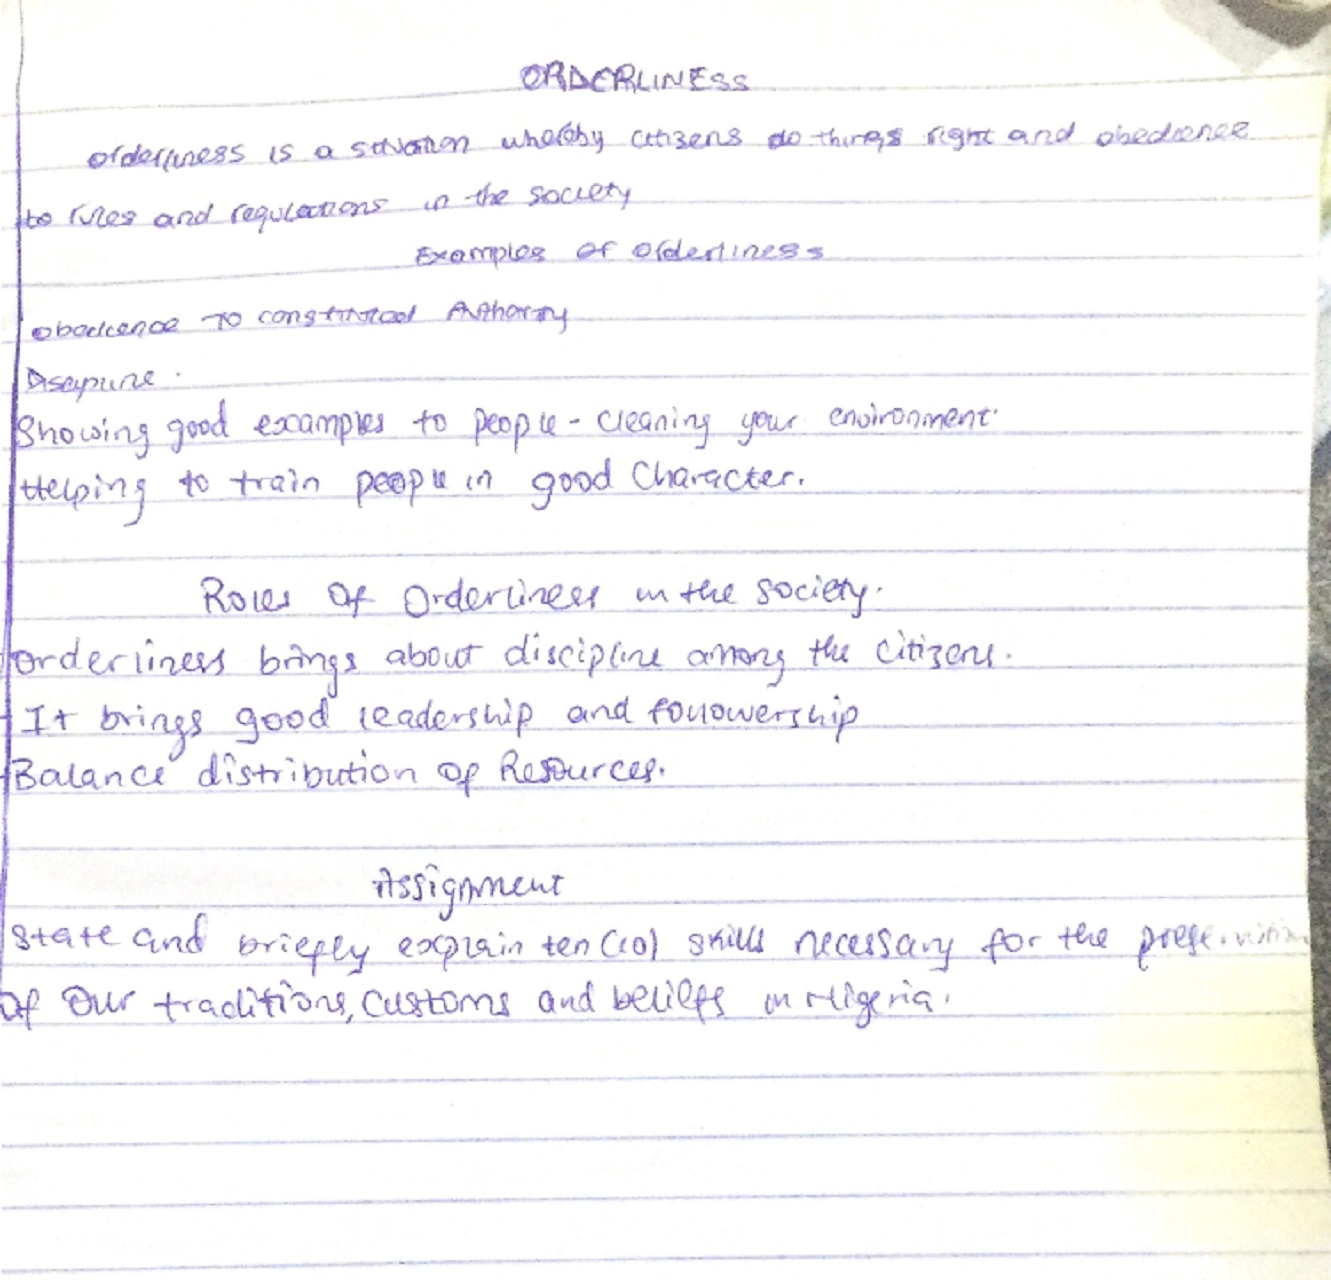 ORDERLINESS
orderliness is a situation whereby citizens do things right and obedience
to rules and regulations in the society
Examples of orderliness
obedience To constituted Authority
Discipline.
Showing good examples to people - cleaning your environment.
Helping to train people in good Character.
Roles Of Orderliness in the society.
orderliness brings about discipline among the citizens.
It brings good leadership and followership
Balance distribution of Resources.
Assignment
State and briefly explain ten (10) skills necessary for the preservation
of Our traditions, customs and beliefs in Nigeria.